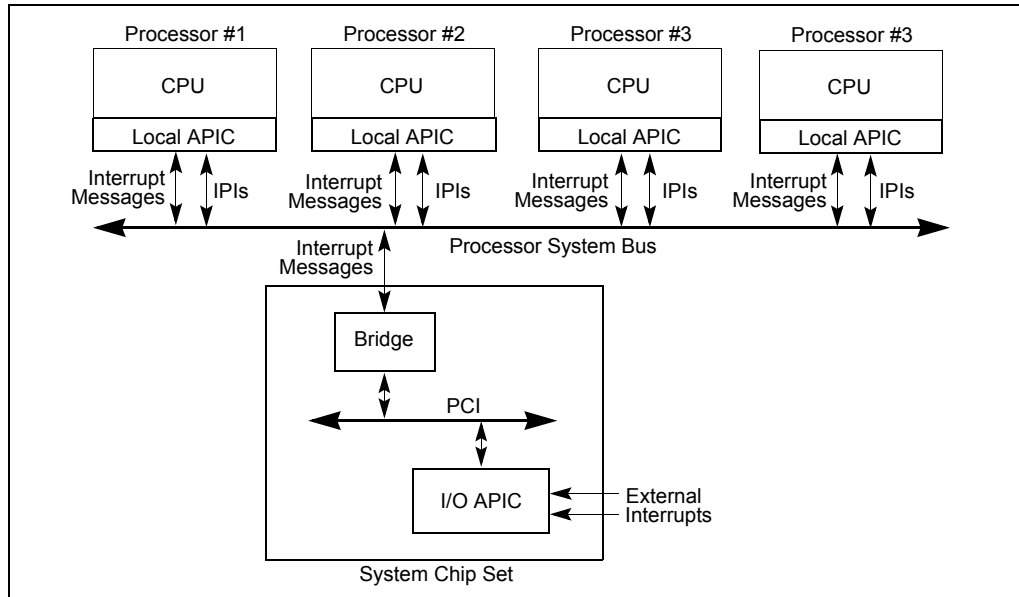 Processor #1
Processor #2
Processor #3
Processor #3
CPU
CPU
CPU
CPU
Local APIC
Local APIC
Local APIC
Local APIC
Interrupt
Messages
IPIs
Interrupt
Messages
IPIs
Interrupt
Messages
IPIs
Interrupt
Messages
IPIs
Processor System Bus
Interrupt
Messages
Bridge
PCI
I/O APIC
External
Interrupts
System Chip Set